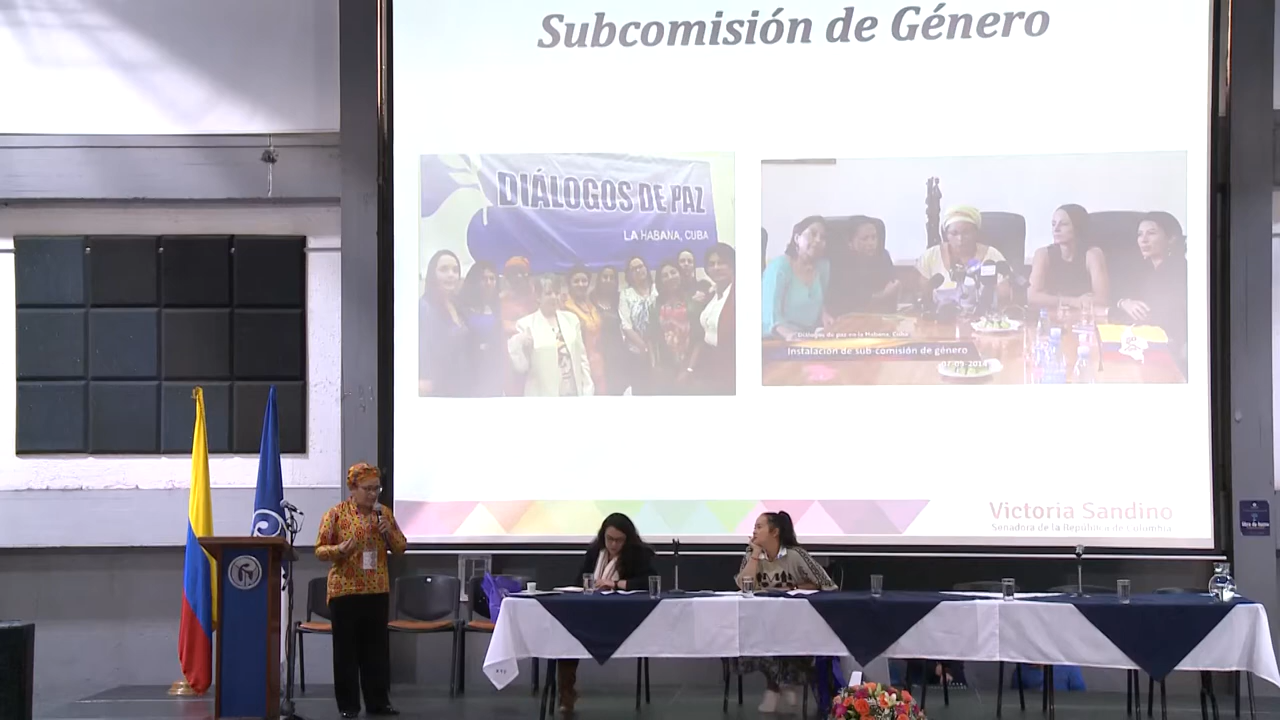 Subcomisión de Género
DIÁLOGOS DE PAZ
LA HABANA, CUBA
Diálogos de paz en la Habana, Cuba
Instalación de sub-comisión de género
Victoria Sandino
Senadora de la República de Colombia